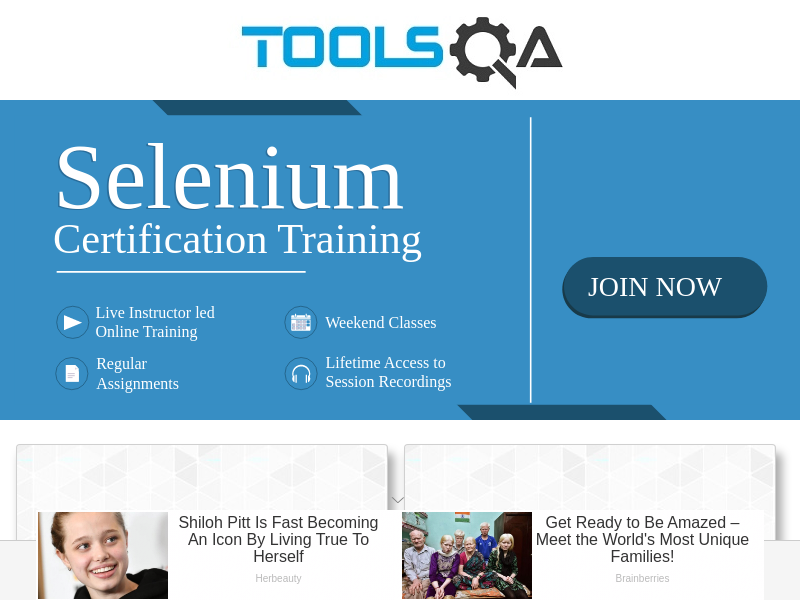 TOOLSQA
Selenium
Certification Training
JOIN NOW
Live Instructor led
Online Training
Weekend Classes
Regular
Assignments
Lifetime Access to
Session Recordings
Shiloh Pitt Is Fast Becoming
An Icon By Living True To
Herself
Herbeauty
Get Ready to Be Amazed –
Meet the World's Most Unique
Families!
Brainberries